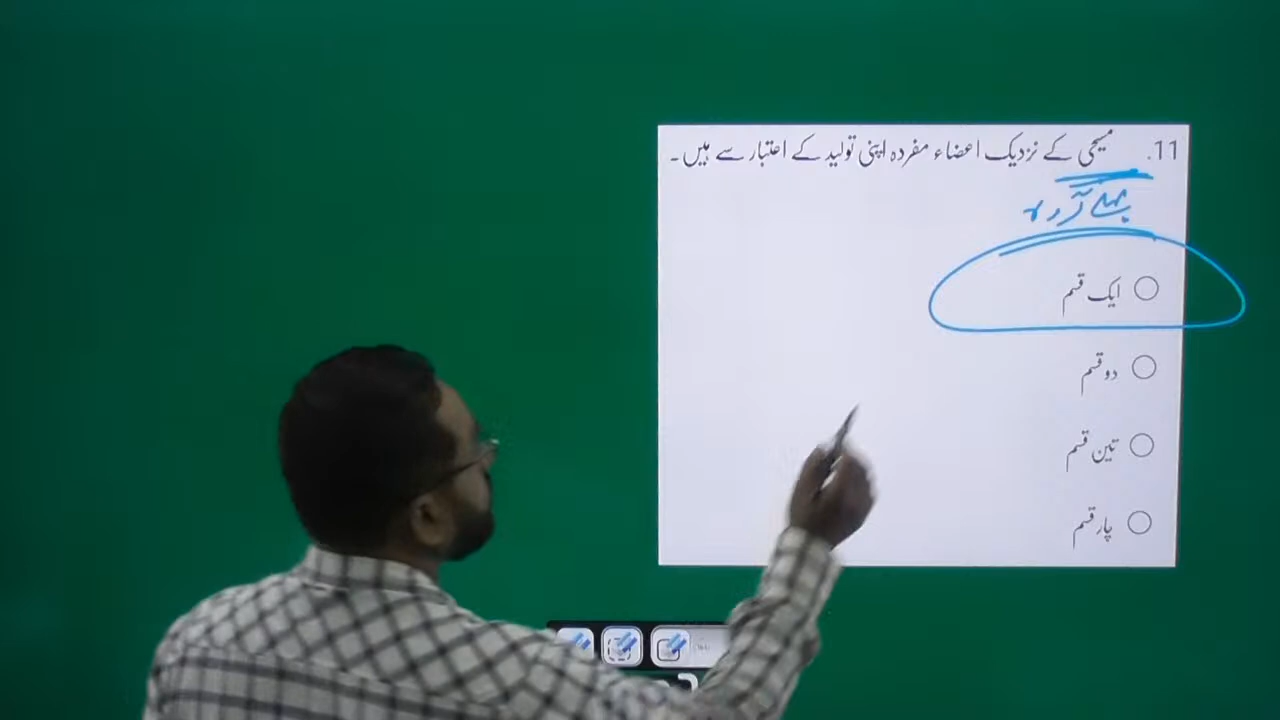 11. مسیحی کے نزدیک اعضاء مفردہ اپنی تولید کے اعتبار سے ہیں۔
ایک قسم
دو قسم
تین قسم
چار قسم